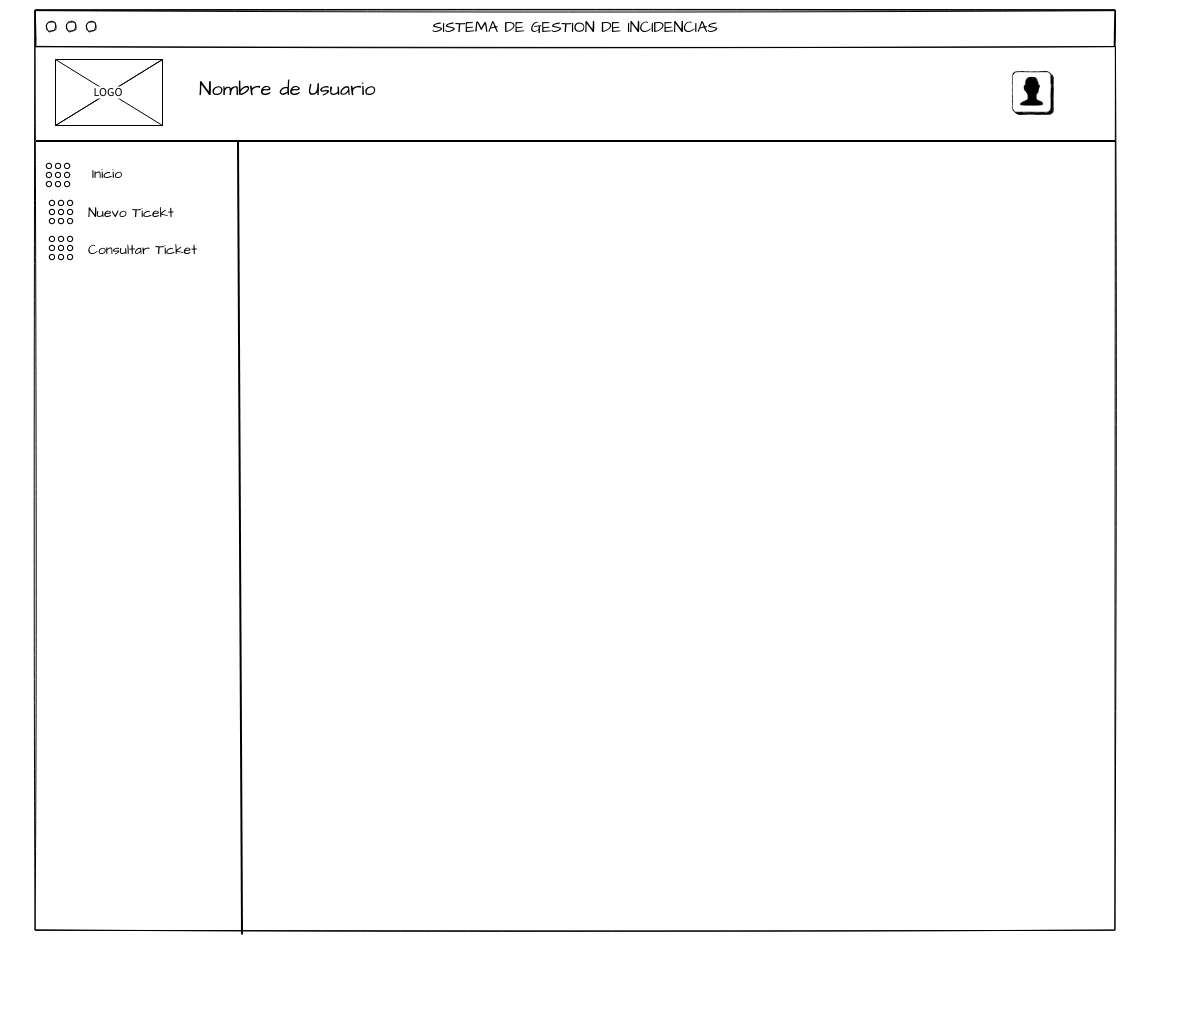 SISTEMA DE GESTION DE INCIDENCIAS
LOGO
Nombre de Usuario
Inicio
Nuevo Ticekt
Consultar Ticket